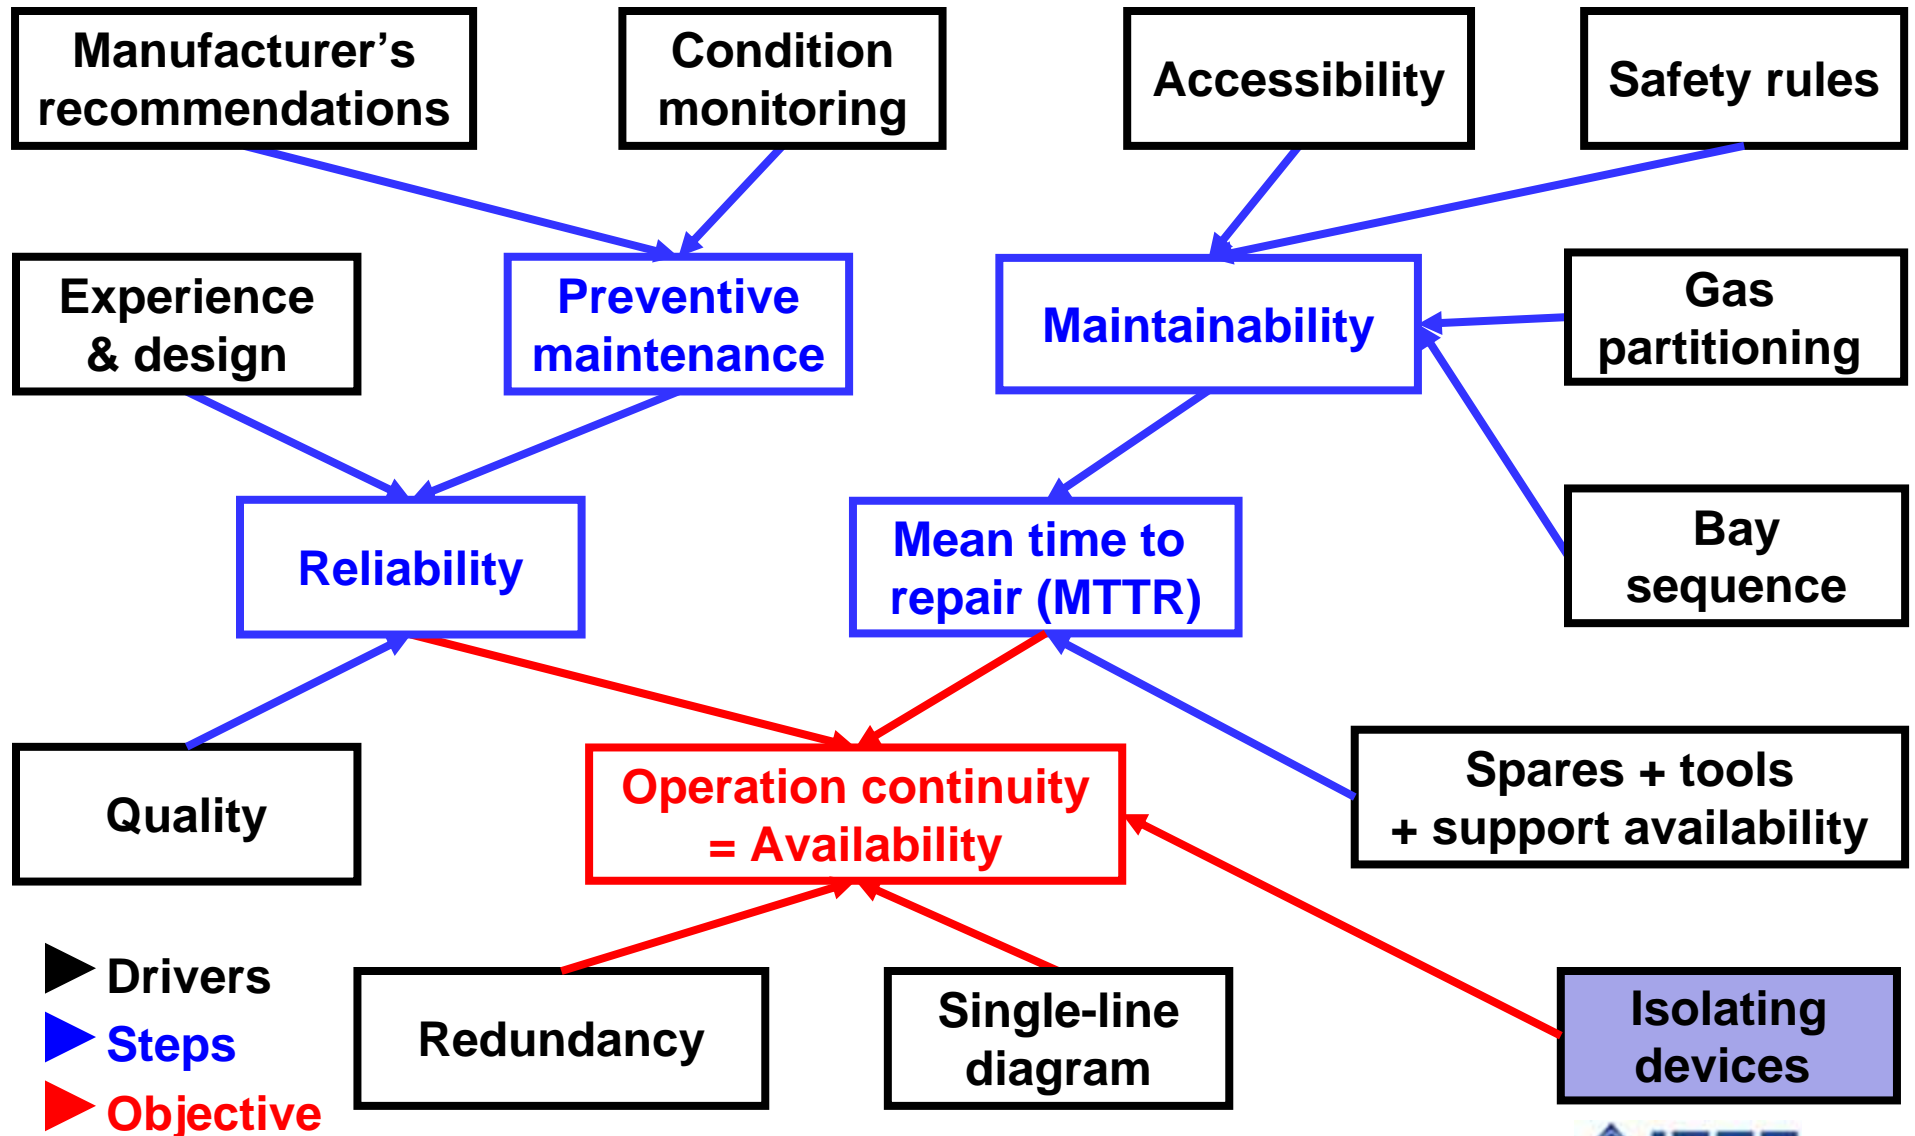 Manufacturer’s
recommendations
Condition
monitoring
Accessibility
Safety rules
Experience
& design
Preventive
maintenance
Maintainability
Gas
partitioning
Reliability
Mean time to
repair (MTTR)
Bay
sequence
Quality
Operation continuity
= Availability
Spares + tools
+ support availability
Drivers
Steps
Objective
Redundancy
Single-line
diagram
Isolating
devices